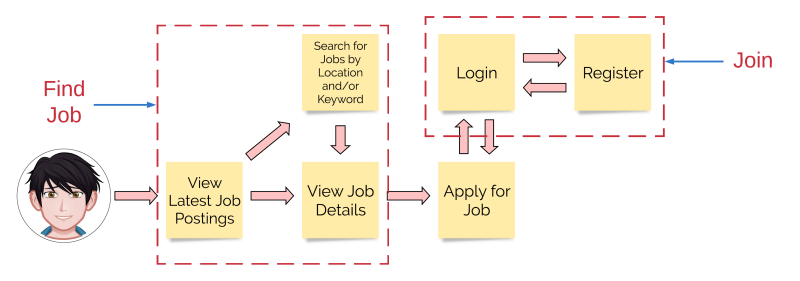 Find
Job
Search for
Jobs by
Location
and/or
Keyword
View
Latest Job
Postings
View Job
Details
Login
Register
Join
Apply for
Job